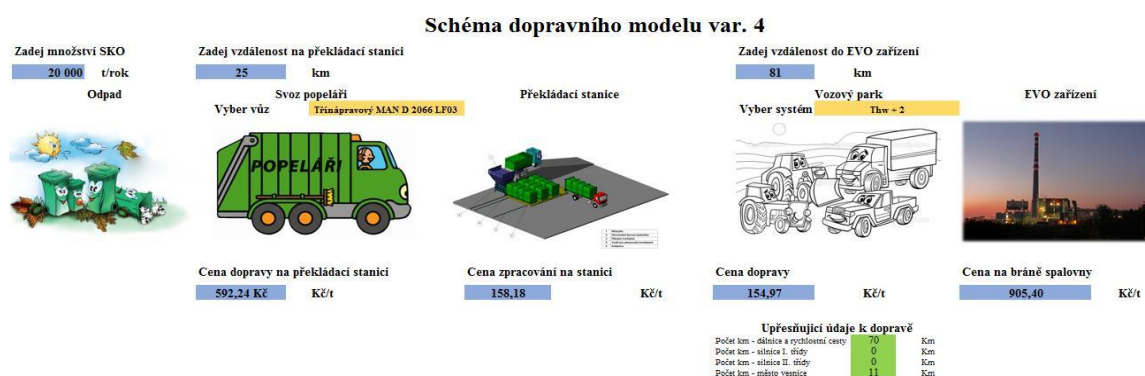 Schéma dopravního modelu var. 4
Zadej množství SKO
20 000 t/rok
Odpad
Zadej vzdálenost na překládací stanici
25 km
Svoz popeláři
Vyber vůz Třínápravový MAN D 2066 LF03
POPELÁŘI
Překládací stanice
Zadej vzdálenost do EVO zařízení
81 km
Vozový park
Vyber systém Thw + 2
EVO zařízení
Cena dopravy na překládací stanici
592,24 Kč Kč/t
Cena zpracování na stanici
158,18 Kč/t
Cena dopravy
154,97 Kč/t
Cena na bráně spalovny
905,40 Kč/t
Upřesňující údaje k dopravě
Počet km - dálnice a rychlostní cesty 70 Km
Počet km - silnice I. třídy 0 Km
Počet km - silnice II. třídy 0 Km
Počet km - město vesnice 11 Km